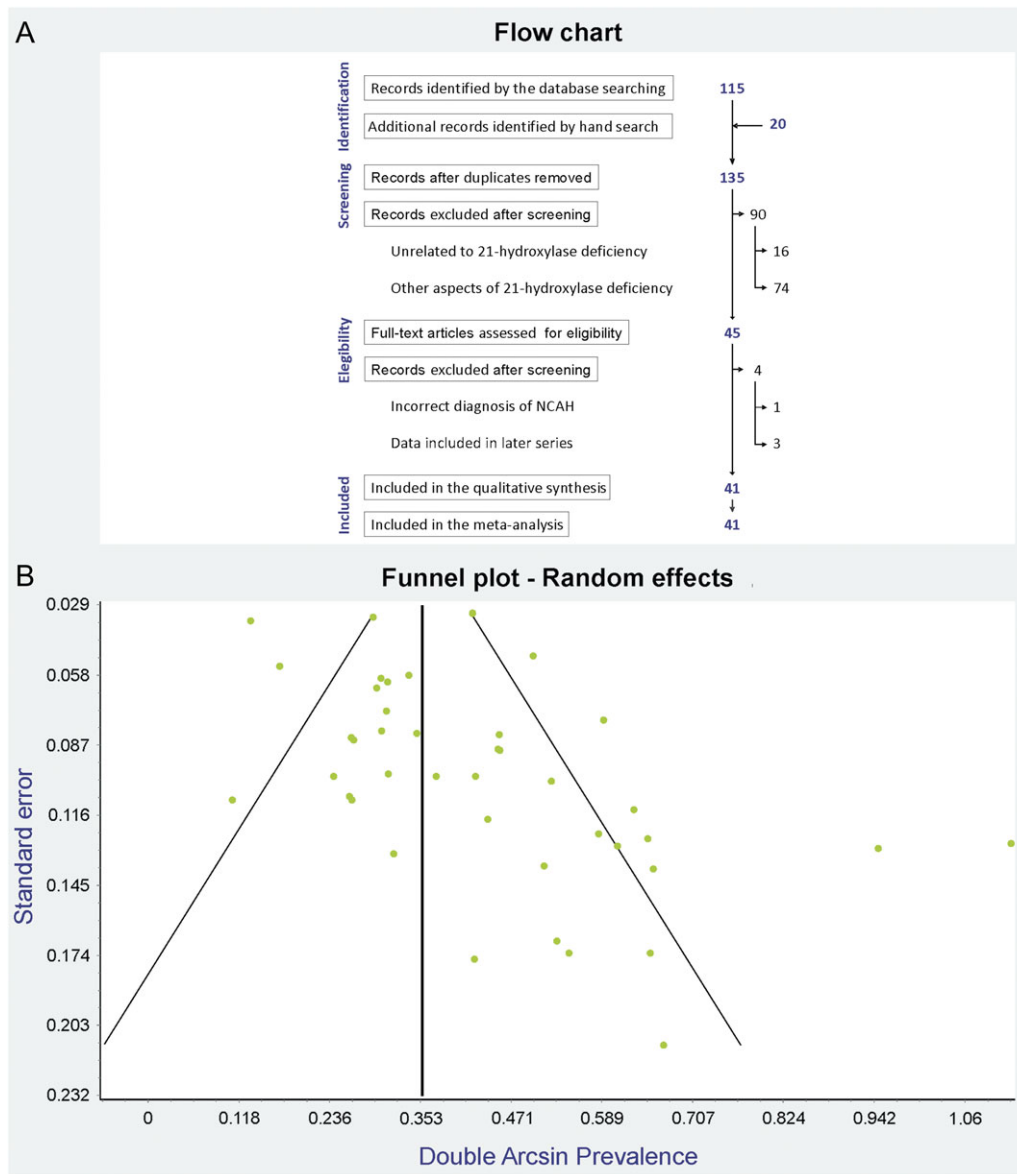 A
Flow chart
Identification
Records identified by the database searching 115
Additional records identified by hand search 20
Screening
Records after duplicates removed 135
Records excluded after screening 90
Unrelated to 21-hydroxylase deficiency 16
Other aspects of 21-hydroxylase deficiency 74
Elegibility
Full-text articles assessed for eligibility 45
Records excluded after screening 4
Incorrect diagnosis of NCAH 1
Data included in later series 3
Included
Included in the qualitative synthesis 41
Included in the meta-analysis 41
B
Funnel plot - Random effects
Standard error
0.029
0.058
0.087
0.116
0.145
0.174
0.203
0.232
0 0.118 0.236 0.353 0.471 0.589 0.707 0.824 0.942 1.06
Double Arcsin Prevalence